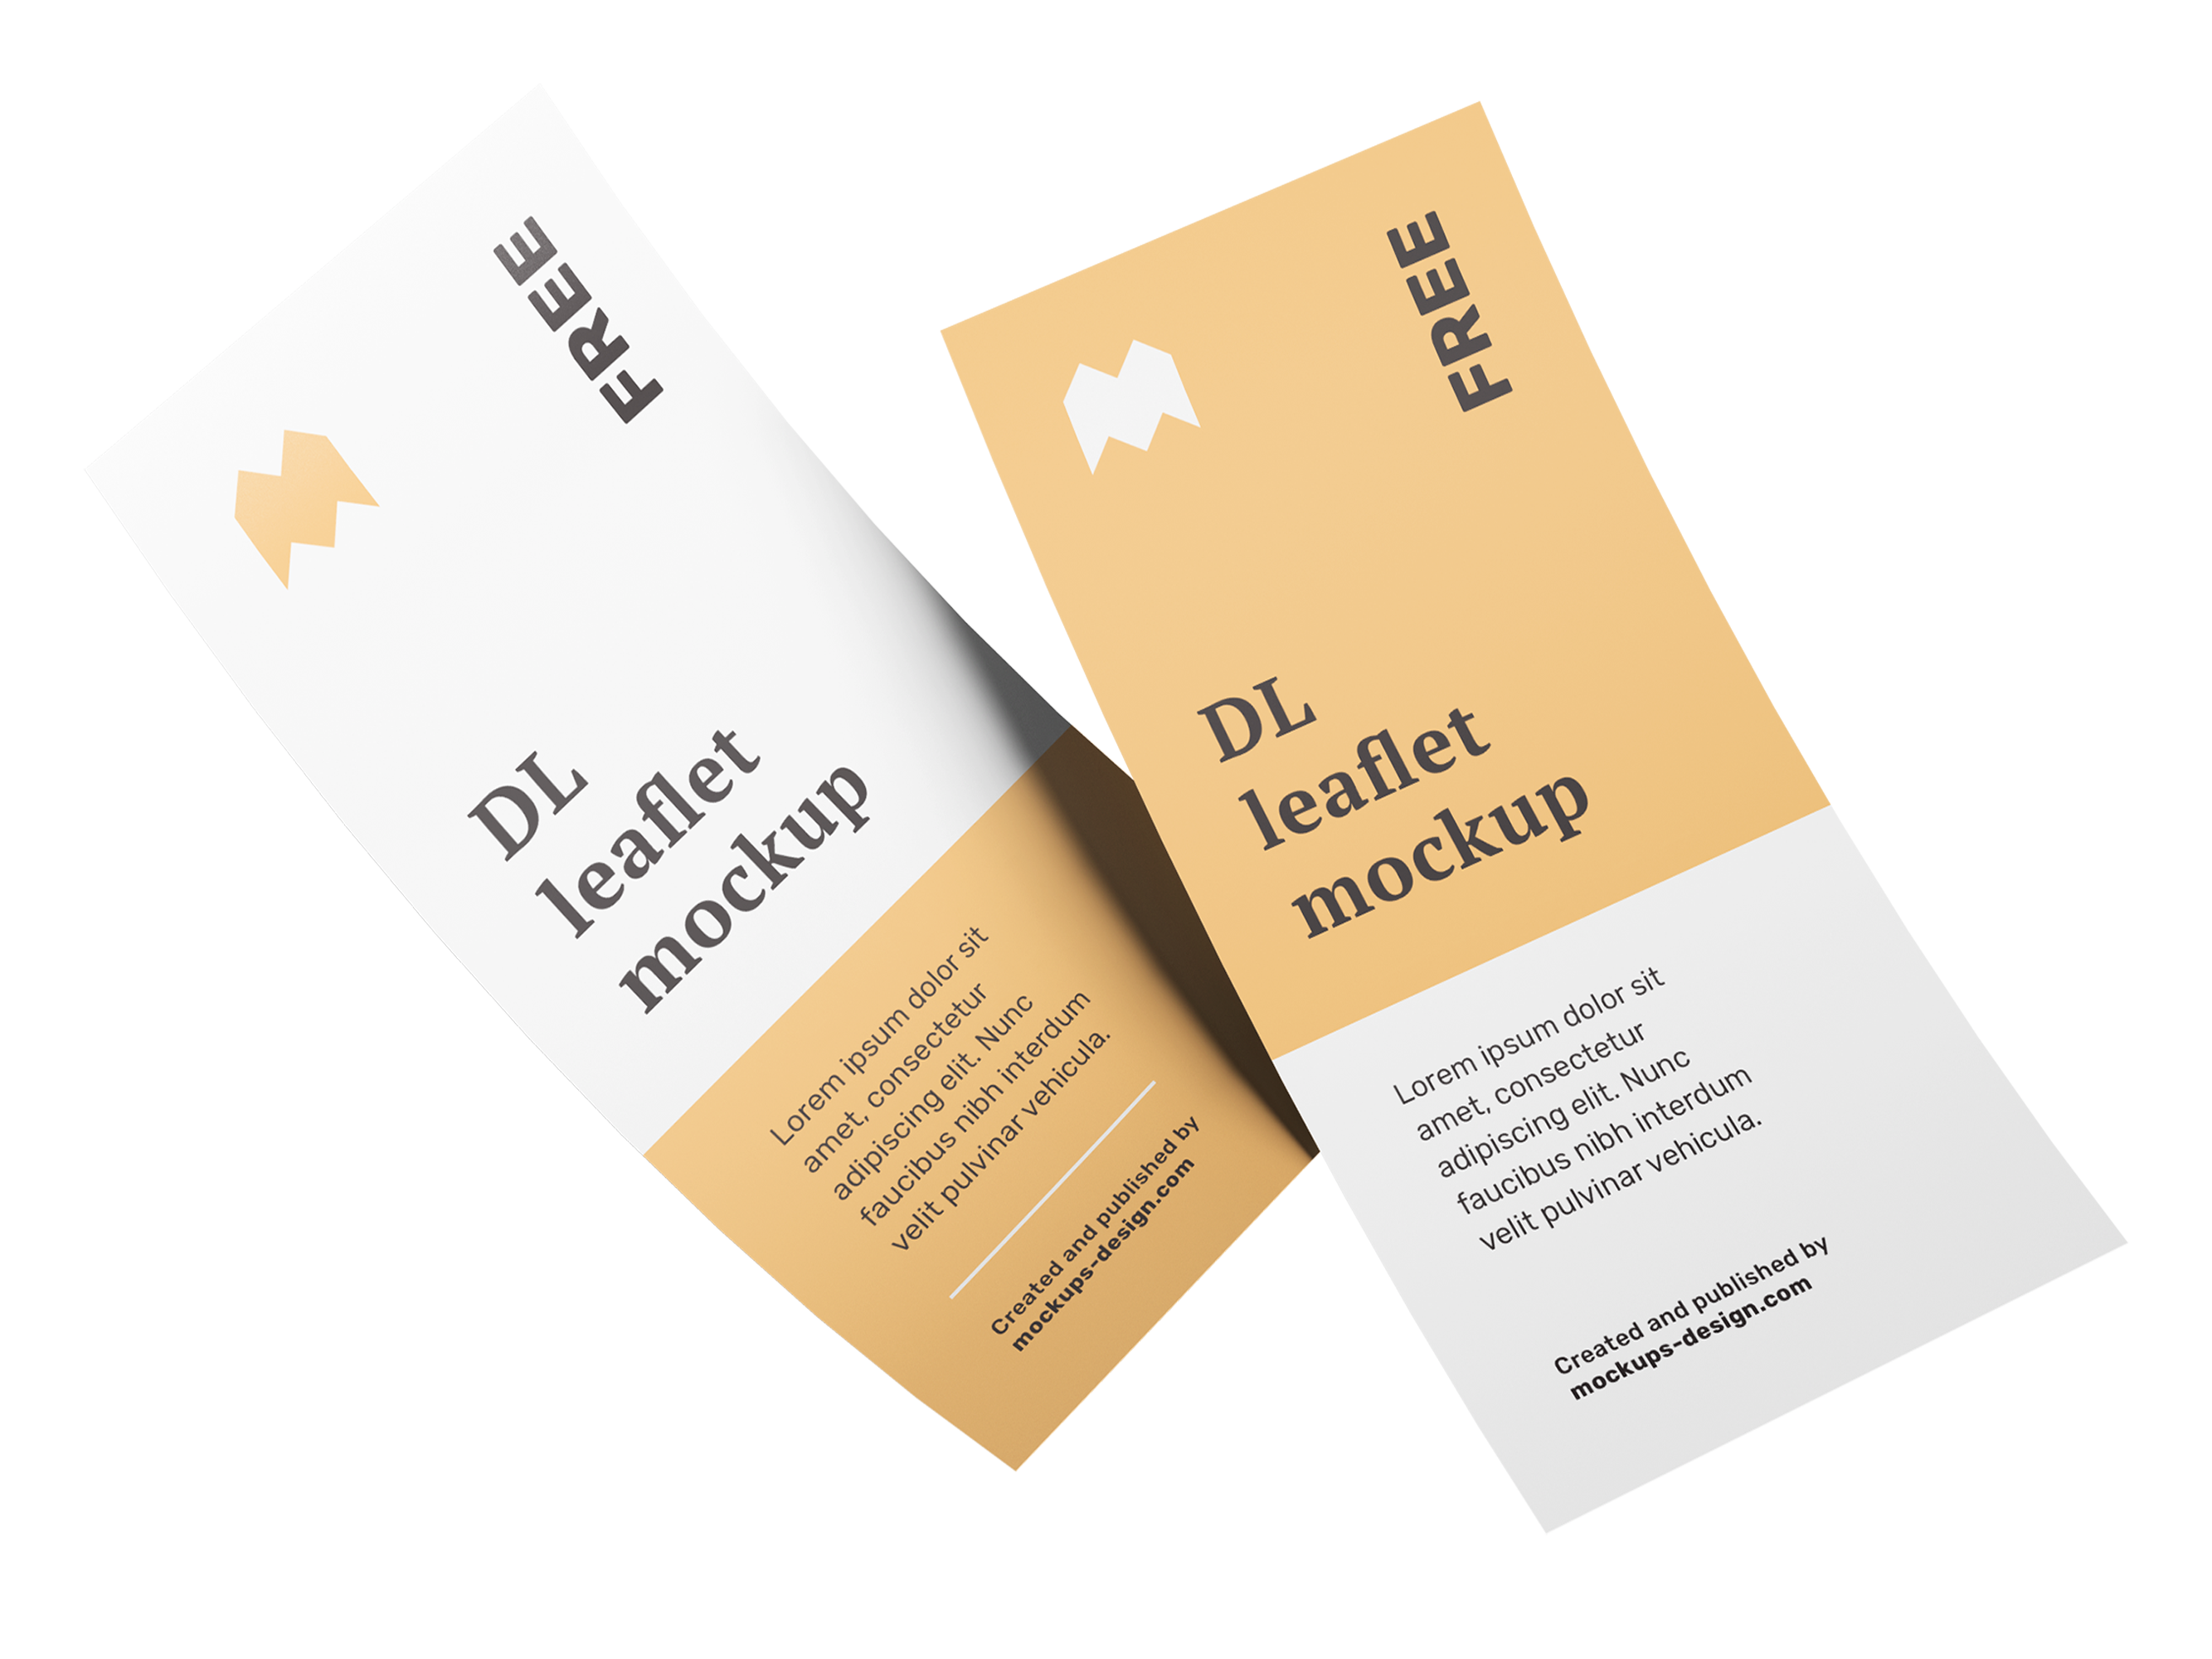 FREE
DL
leaflet
mockup
Lorem ipsum dolor sit
amet, consectetur
adipiscing elit. Nunc
faucibus nibh interdum
velit pulvinar vehicula.
Created and published by
mockups-design.com
FREE
DL
leaflet
mockup
Lorem ipsum dolor sit
amet, consectetur
adipiscing elit. Nunc
faucibus nibh interdum
velit pulvinar vehicula.
Created and published by
mockups-design.com